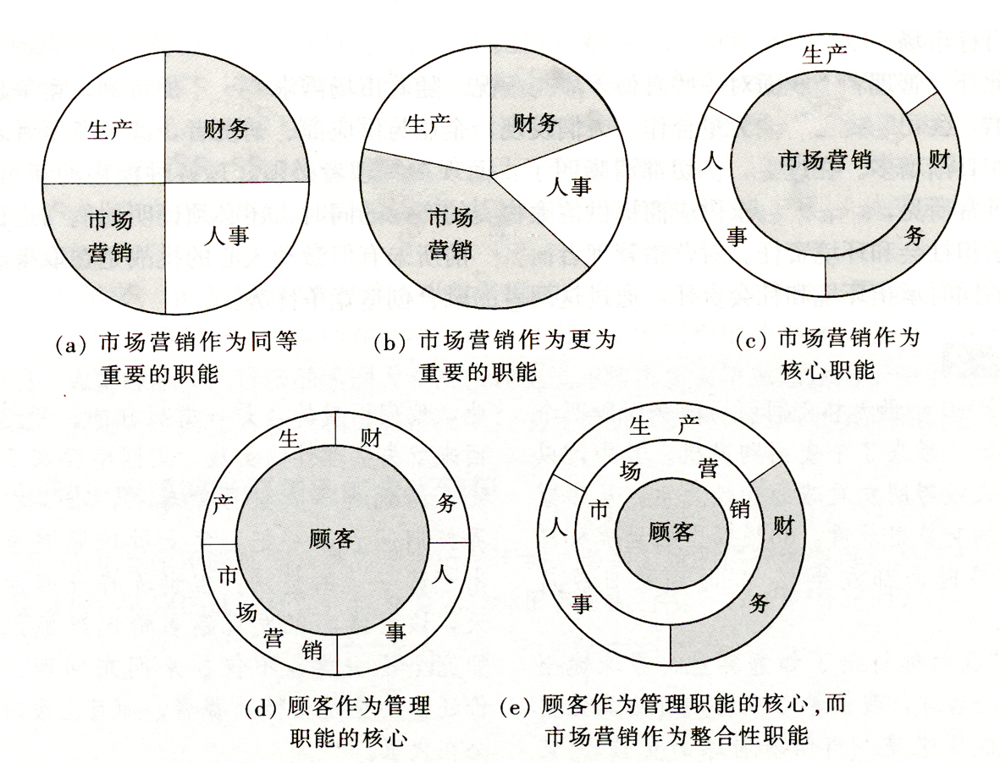 生产
财务
市场
营销
人事
(a) 市场营销作为同等
重要的职能
生产
财务
人事
市场
营销
(b) 市场营销作为更为
重要的职能
生产
市场营销
财务
人事
(c) 市场营销作为
核心职能
生产
财务
顾客
市场营销
人事
(d) 顾客作为管理
职能的核心
生产
市场营销
顾客
财务
人事
(e) 顾客作为管理职能的核心,而
市场营销作为整合性职能